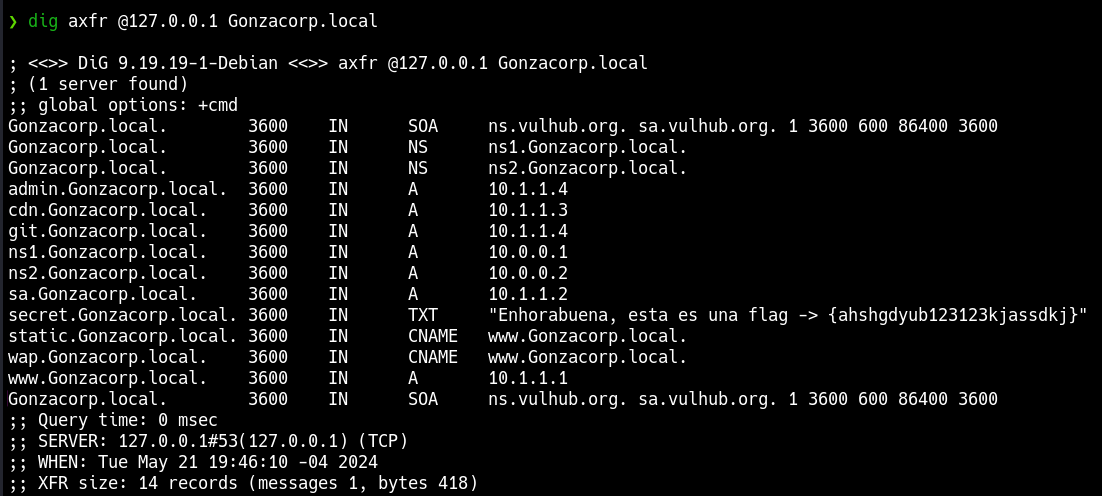 ❯ dig axfr @127.0.0.1 Gonzacorp.local
; <<>> DiG 9.19.19-1-Debian <<>> axfr @127.0.0.1 Gonzacorp.local
; (1 server found)
;; global options: +cmd
Gonzacorp.local.        3600    IN      SOA     ns.vulhub.org. sa.vulhub.org. 1 3600 600 86400 3600
Gonzacorp.local.        3600    IN      NS      ns1.Gonzacorp.local.
Gonzacorp.local.        3600    IN      NS      ns2.Gonzacorp.local.
admin.Gonzacorp.local.  3600    IN      A       10.1.1.4
cdn.Gonzacorp.local.    3600    IN      A       10.1.1.3
git.Gonzacorp.local.    3600    IN      A       10.1.1.4
ns1.Gonzacorp.local.    3600    IN      A       10.0.0.1
ns2.Gonzacorp.local.    3600    IN      A       10.0.0.2
sa.Gonzacorp.local.     3600    IN      A       10.1.1.2
secret.Gonzacorp.local. 3600    IN      TXT     "Enhorabuena, esta es una flag -> {ahshgdyub123123kjassdkj}"
static.Gonzacorp.local. 3600    IN      CNAME   www.Gonzacorp.local.
wap.Gonzacorp.local.    3600    IN      CNAME   www.Gonzacorp.local.
www.Gonzacorp.local.    3600    IN      A       10.1.1.1
Gonzacorp.local.        3600    IN      SOA     ns.vulhub.org. sa.vulhub.org. 1 3600 600 86400 3600
;; Query time: 0 msec
;; SERVER: 127.0.0.1#53(127.0.0.1) (TCP)
;; WHEN: Tue May 21 19:46:10 -04 2024
;; XFR size: 14 records (messages 1, bytes 418)